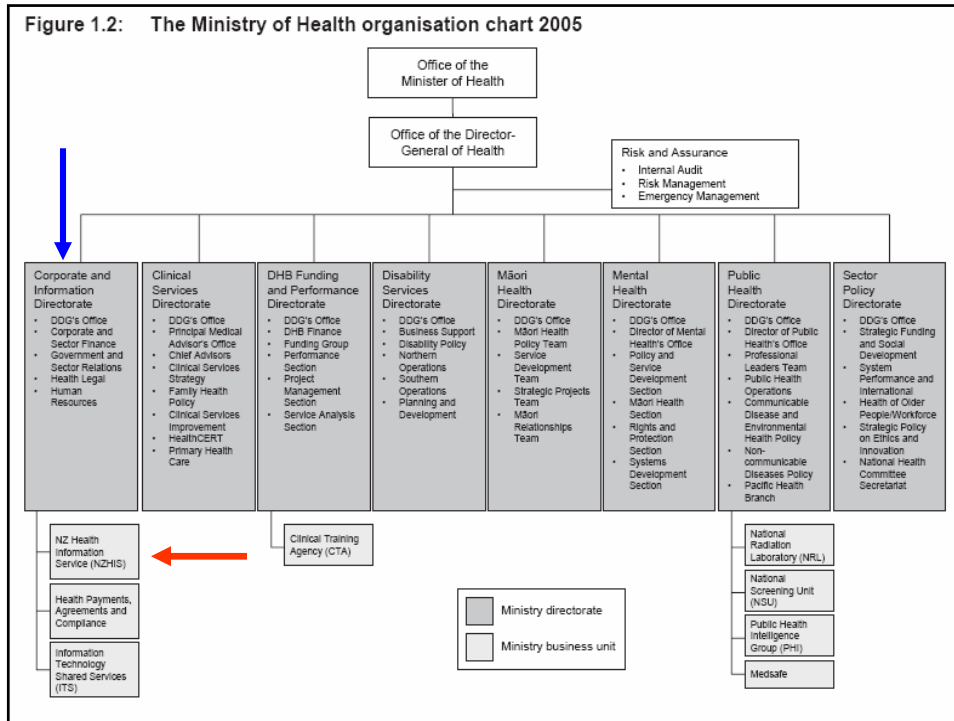 Figure 1.2: The Ministry of Health organisation chart 2005
Office of the
Minister of Health
Office of the Director-
General of Health
Risk and Assurance
• Internal Audit
• Risk Management
• Emergency Management
Corporate and
Information
Directorate
• DDG's Office
• Corporate and
Sector Finance
• Government and
Sector Relations
• Health Legal
• Human
Resources
Clinical
Services
Directorate
• DDG's Office
• Principal Medical
Advisor's Office
• Chief Advisors
• Clinical Services
Strategy
• Family Health
Policy
• Clinical Services
Improvement
• HealthCERT
• Primary Health
Care
DHB Funding
and Performance
Directorate
• DDG's Office
• DHB Finance
• Funding Group
• Performance
Section
• Project
Management
Section
• Service Analysis
Section
Disability
Services
Directorate
• DDG's Office
• Business Support
• Disability Policy
• Northern
Operations
• Southern
Operations
• Planning and
Development
Māori
Health
Directorate
• DDG's Office
• Māori Health
Policy Team
• Service
Development
Team
• Strategic Projects
Team
• Māori
Relationships
Team
Mental
Health
Directorate
• DDG's Office
• Director of Mental
Health's Office
• Policy and
Service
Development
Section
• Māori Health
Section
• Rights and
Protection
Section
• Systems
Development
Section
Public
Health
Directorate
• DDG's Office
• Director of Public
Health's Office
• Professional
Leaders Team
• Public Health
Operations
• Communicable
Disease and
Environmental
Health Policy
• Non-
communicable
Diseases Policy
• Pacific Health
Branch
Sector
Policy
Directorate
• DDG's Office
• Strategic Funding
and Social
Development
• System
Performance and
International
• Health of Older
People/Workforce
• Strategic Policy
on Ethics and
Innovation
• National Health
Committee
Secretariat
NZ Health
Information
Service (NZHIS)
Health Payments,
Agreements and
Compliance
Information
Technology
Shared Services
(ITS)
Clinical Training
Agency (CTA)
National
Radiation
Laboratory (NRL)
National
Screening Unit
(NSU)
Public Health
Intelligence
Group (PHI)
Medsafe
Ministry directorate
Ministry business unit